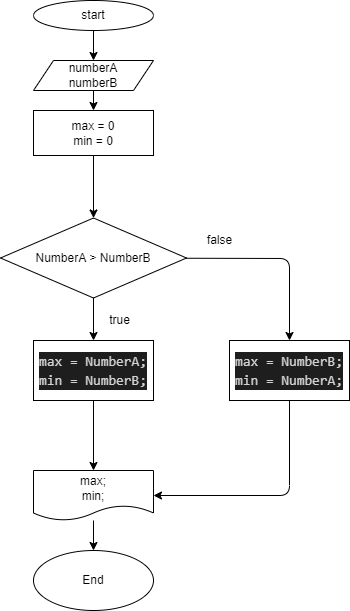 start
numberA
numberB
max = 0
min = 0
NumberA > NumberB
false
true
max = NumberA;
min = NumberB;
max = NumberB;
min = NumberA;
max;
min;
End